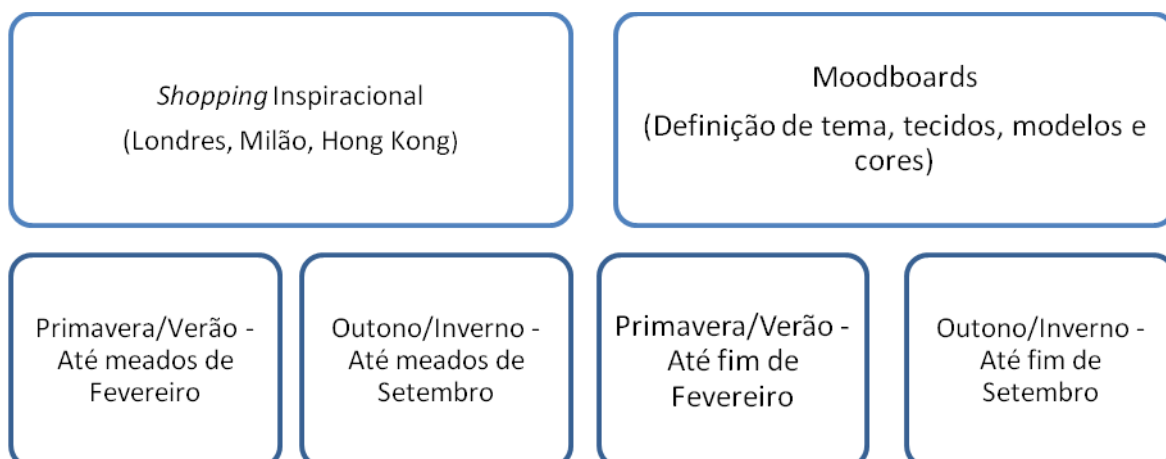 Shopping Inspiracional
(Londres, Milão, Hong Kong)
Moodboards
(Definição de tema, tecidos, modelos e
cores)
Primavera/Verão -
Até meados de
Fevereiro
Outono/Inverno -
Até meados de
Setembro
Primavera/Verão -
Até fim de
Fevereiro
Outono/Inverno -
Até fim de
Setembro